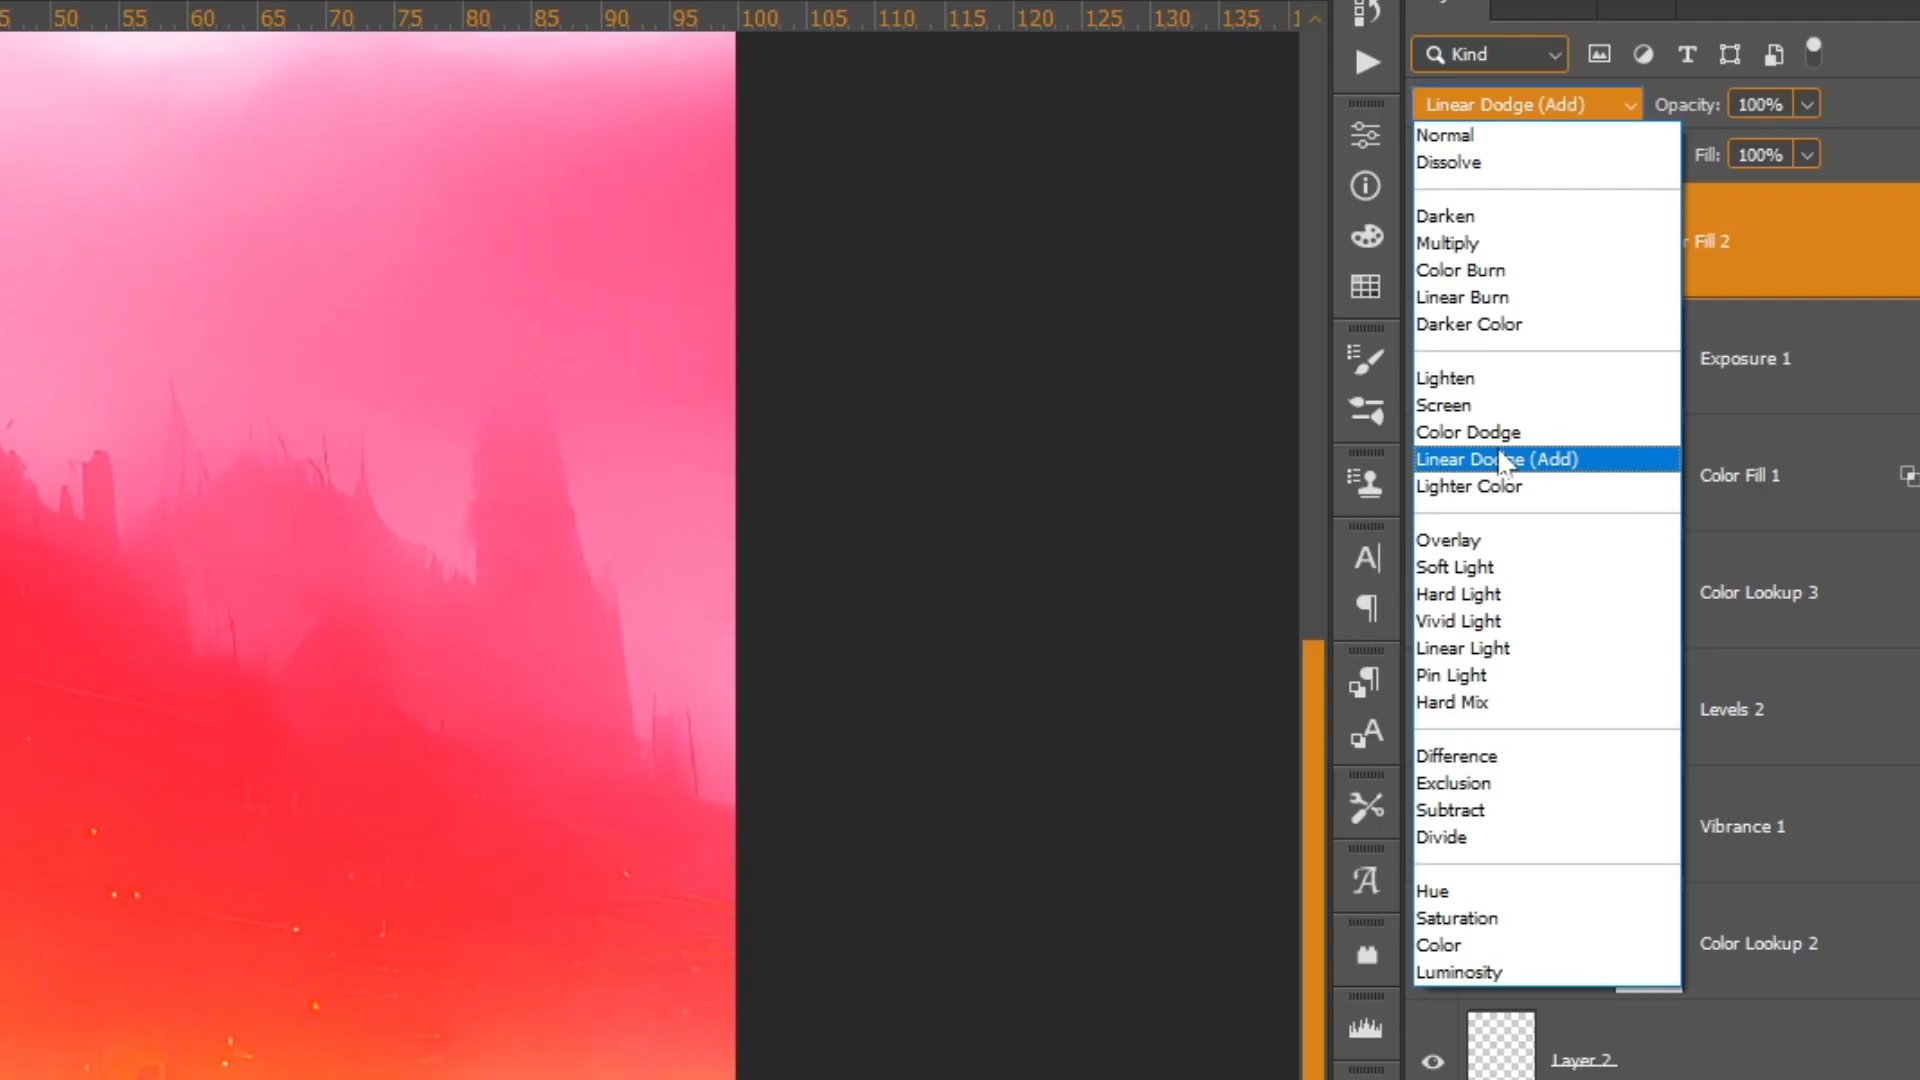 5 50 55 60 65 70 75 80 85 90 95 100 105 110 115 120 125 130 135 1
Kind
Linear Dodge (Add) Opacity: 100%
Normal
Dissolve
Fill: 100%
Darken
Multiply
Color Burn
Linear Burn
Darker Color
Lighten
Screen
Color Dodge
Linear Dodge (Add)
Lighter Color
Overlay
Soft Light
Hard Light
Vivid Light
Linear Light
Pin Light
Hard Mix
Difference
Exclusion
Subtract
Divide
Hue
Saturation
Color
Luminosity
r Fill 2
Exposure 1
Color Fill 1
Color Lookup 3
Levels 2
Vibrance 1
Color Lookup 2
Layer 2